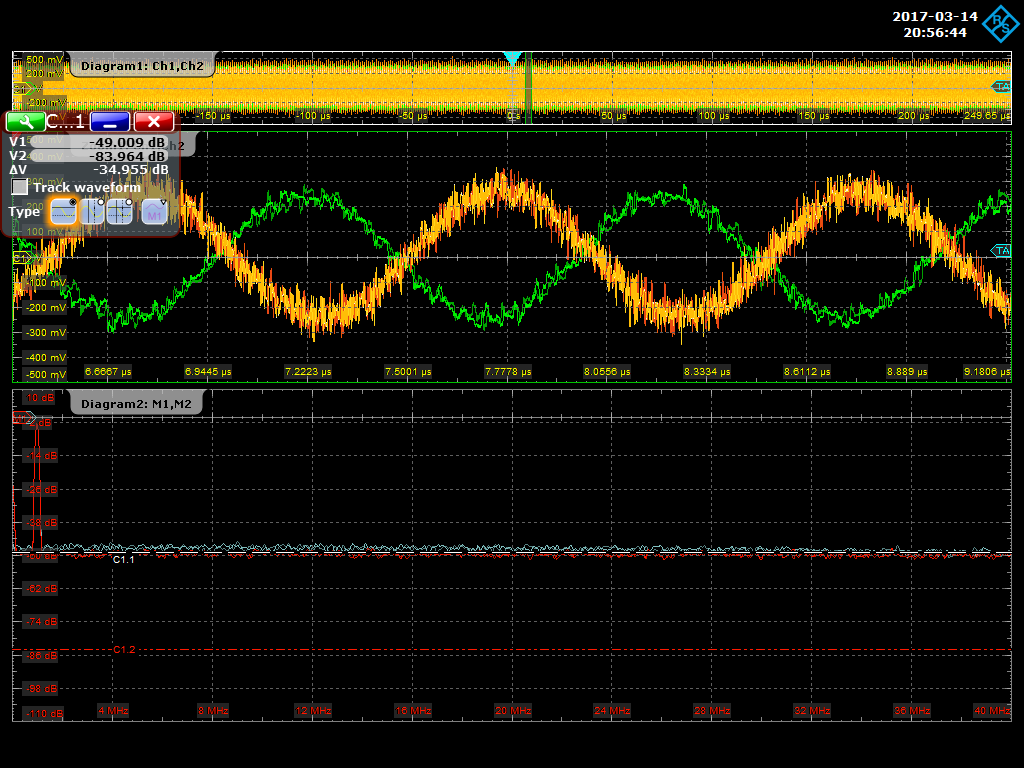 2017-03-14
20:56:44
R&S
500 mV
Diagram1: Ch1,Ch2
200 mV
TA
-200 mV
-150 µs
-100 µs
-50 µs
0 s
50 µs
100 µs
150 µs
200 µs
249.65 µs
C...1
V1 -49.009 dB
V2 -83.964 dB
ΔV -34.955 dB
Track waveform
Type
M1
100 mV
TA
-100 mV
-200 mV
-300 mV
-400 mV
-500 mV
6.6667 µs
6.9445 µs
7.2223 µs
7.5001 µs
7.7778 µs
8.0556 µs
8.3334 µs
8.6112 µs
8.889 µs
9.1806 µs
10 dB
Diagram2: M1,M2
-14 dB
-26 dB
-38 dB
-50 dB
C1.1
-62 dB
-74 dB
C1.2
-86 dB
-98 dB
-110 dB
4 MHz
8 MHz
12 MHz
16 MHz
20 MHz
24 MHz
28 MHz
32 MHz
36 MHz
40 MHz